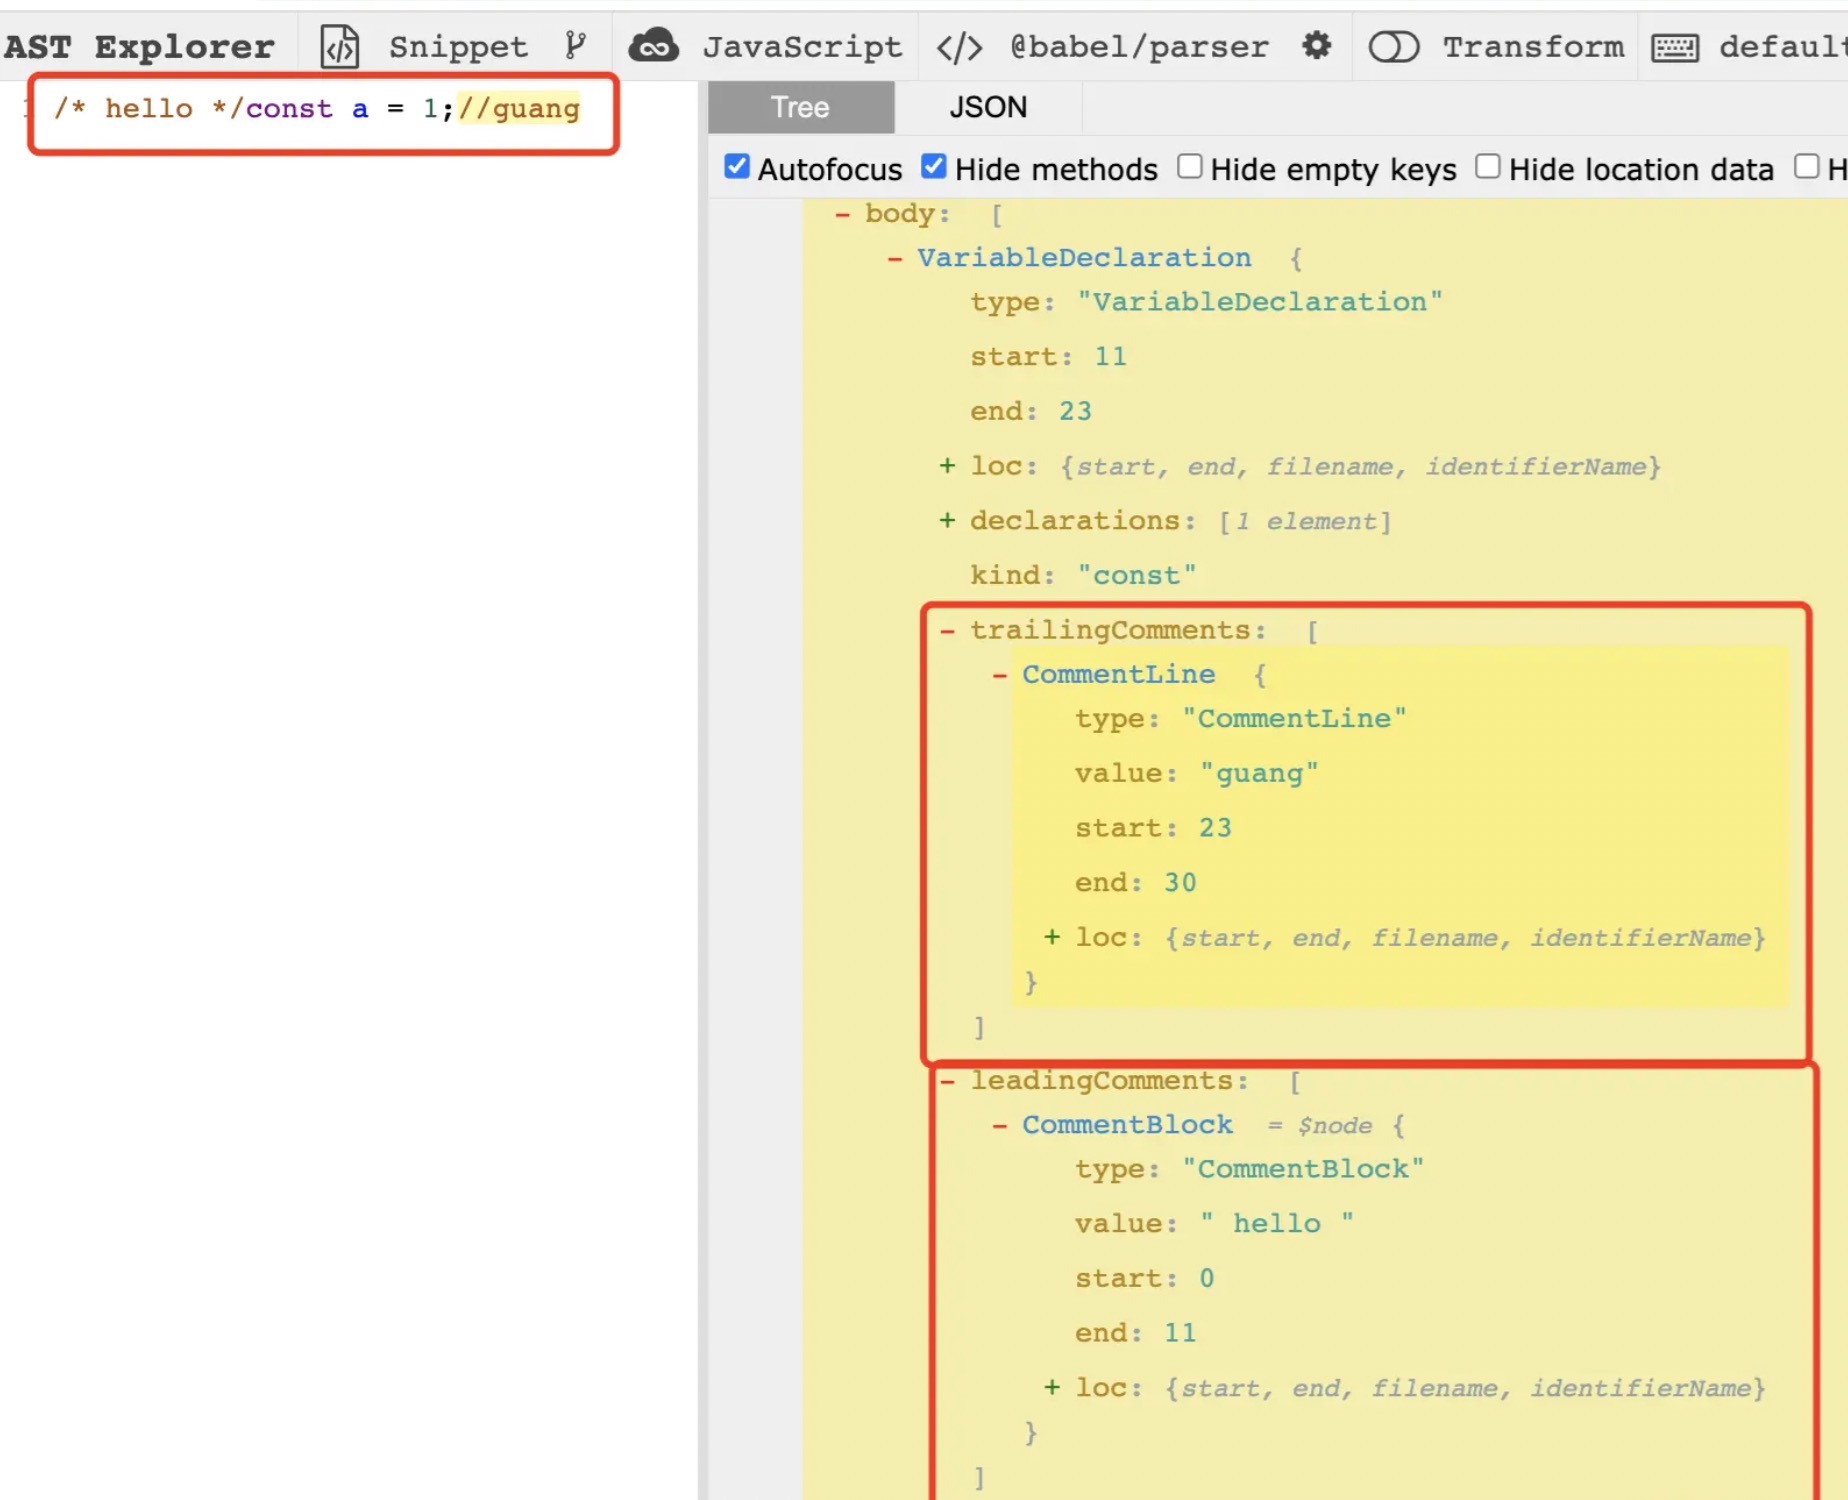 AST Explorer Snippet JavaScript </> @babel/parser Transform default
1 /* hello */const a = 1;//guang
Tree JSON
Autofocus Hide methods Hide empty keys Hide location data H
- body: [
- VariableDeclaration {
type: "VariableDeclaration"
start: 11
end: 23
+ loc: {start, end, filename, identifierName}
+ declarations: [1 element]
kind: "const"
- trailingComments: [
- CommentLine {
type: "CommentLine"
value: "guang"
start: 23
end: 30
+ loc: {start, end, filename, identifierName}
}
]
- leadingComments: [
- CommentBlock = $node {
type: "CommentBlock"
value: " hello "
start: 0
end: 11
+ loc: {start, end, filename, identifierName}
}
]